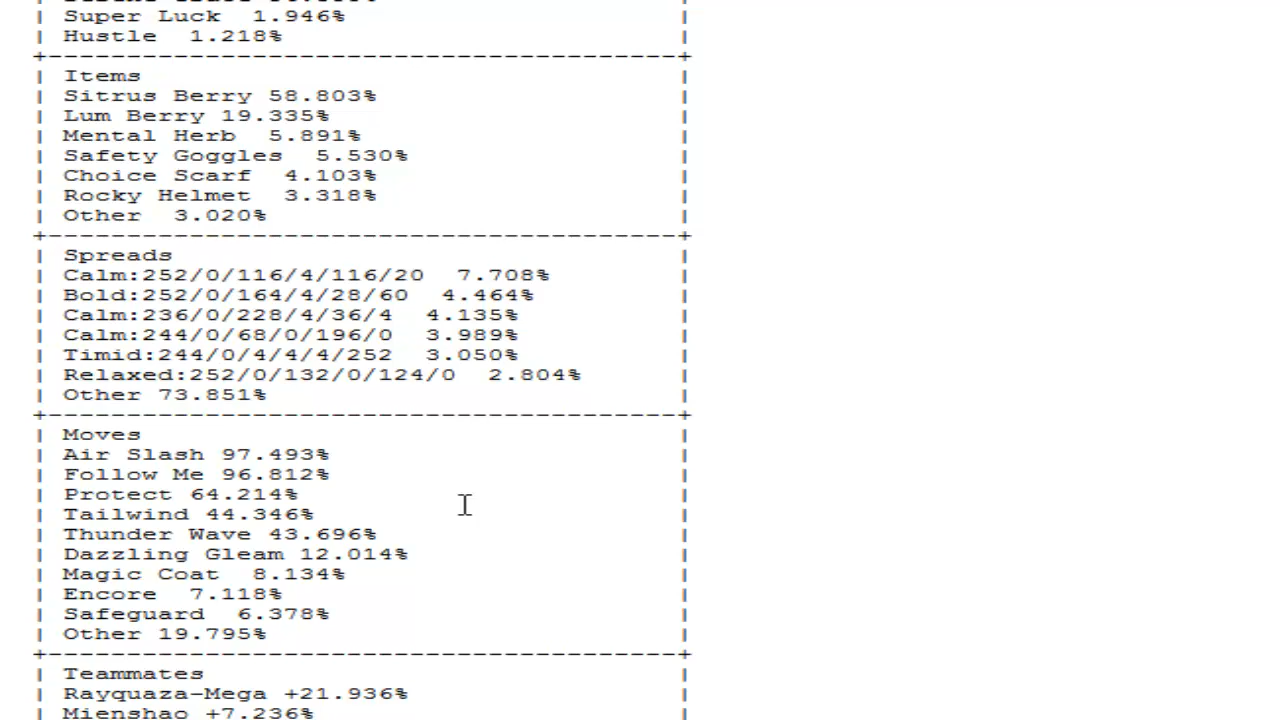 | Super Luck  1.946%                     |
| Hustle  1.218%                         |
+----------------------------------------+
| Items                                  |
| Sitrus Berry 58.803%                   |
| Lum Berry 19.335%                      |
| Mental Herb  5.891%                    |
| Safety Goggles  5.530%                 |
| Choice Scarf  4.103%                   |
| Rocky Helmet  3.318%                   |
| Other  3.020%                          |
+----------------------------------------+
| Spreads                                |
| Calm:252/0/116/4/116/20  7.708%        |
| Bold:252/0/164/4/28/60  4.464%         |
| Calm:236/0/228/4/36/4  4.135%          |
| Calm:244/0/68/0/196/0  3.989%          |
| Timid:244/0/4/4/4/252  3.050%          |
| Relaxed:252/0/132/0/124/0  2.804%      |
| Other 73.851%                          |
+----------------------------------------+
| Moves                                  |
| Air Slash 97.493%                      |
| Follow Me 96.812%                      |
| Protect 64.214%                        |
| Tailwind 44.346%                       |
| Thunder Wave 43.696%                   |
| Dazzling Gleam 12.014%                 |
| Magic Coat  8.134%                     |
| Encore  7.118%                         |
| Safeguard  6.378%                      |
| Other 19.795%                          |
+----------------------------------------+
| Teammates                              |
| Rayquaza-Mega +21.936%                 |
| Mienshao +7.236%                       |